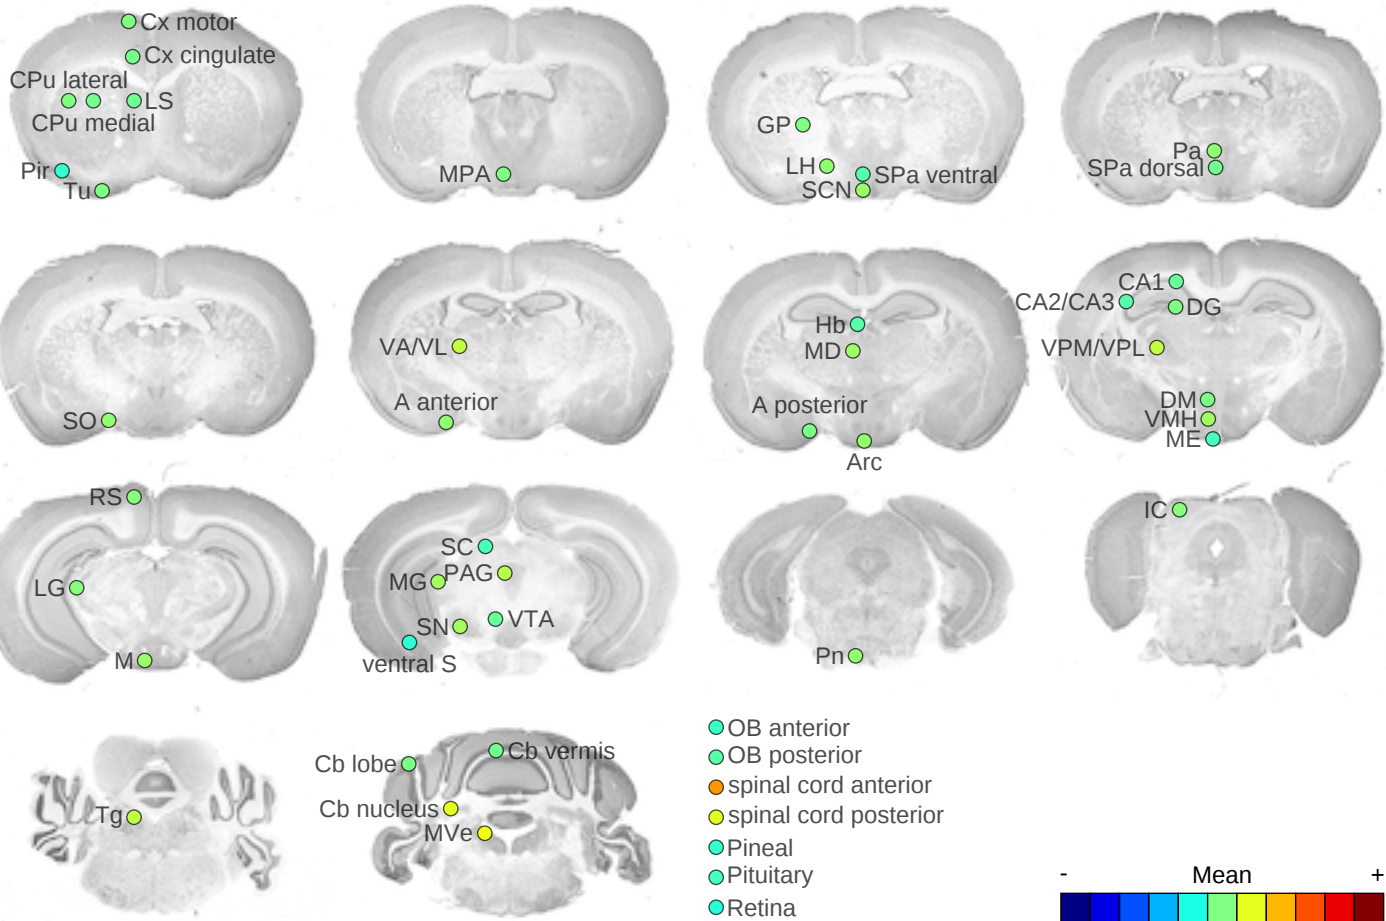 Cx motor
Cx cingulate
CPu lateral
LS
CPu medial
Pir
Tu
MPA
GP
LH
SPa ventral
SCN
Pa
SPa dorsal
SO
VA/VL
A anterior
Hb
MD
A posterior
Arc
CA1
CA2/CA3
DG
VPM/VPL
DM
VMH
ME
RS
LG
M
SC
MG
PAG
SN
VTA
ventral S
Pn
IC
Tg
Cb lobe
Cb vermis
Cb nucleus
MVe
OB anterior
OB posterior
spinal cord anterior
spinal cord posterior
Pineal
Pituitary
Retina
- Mean +